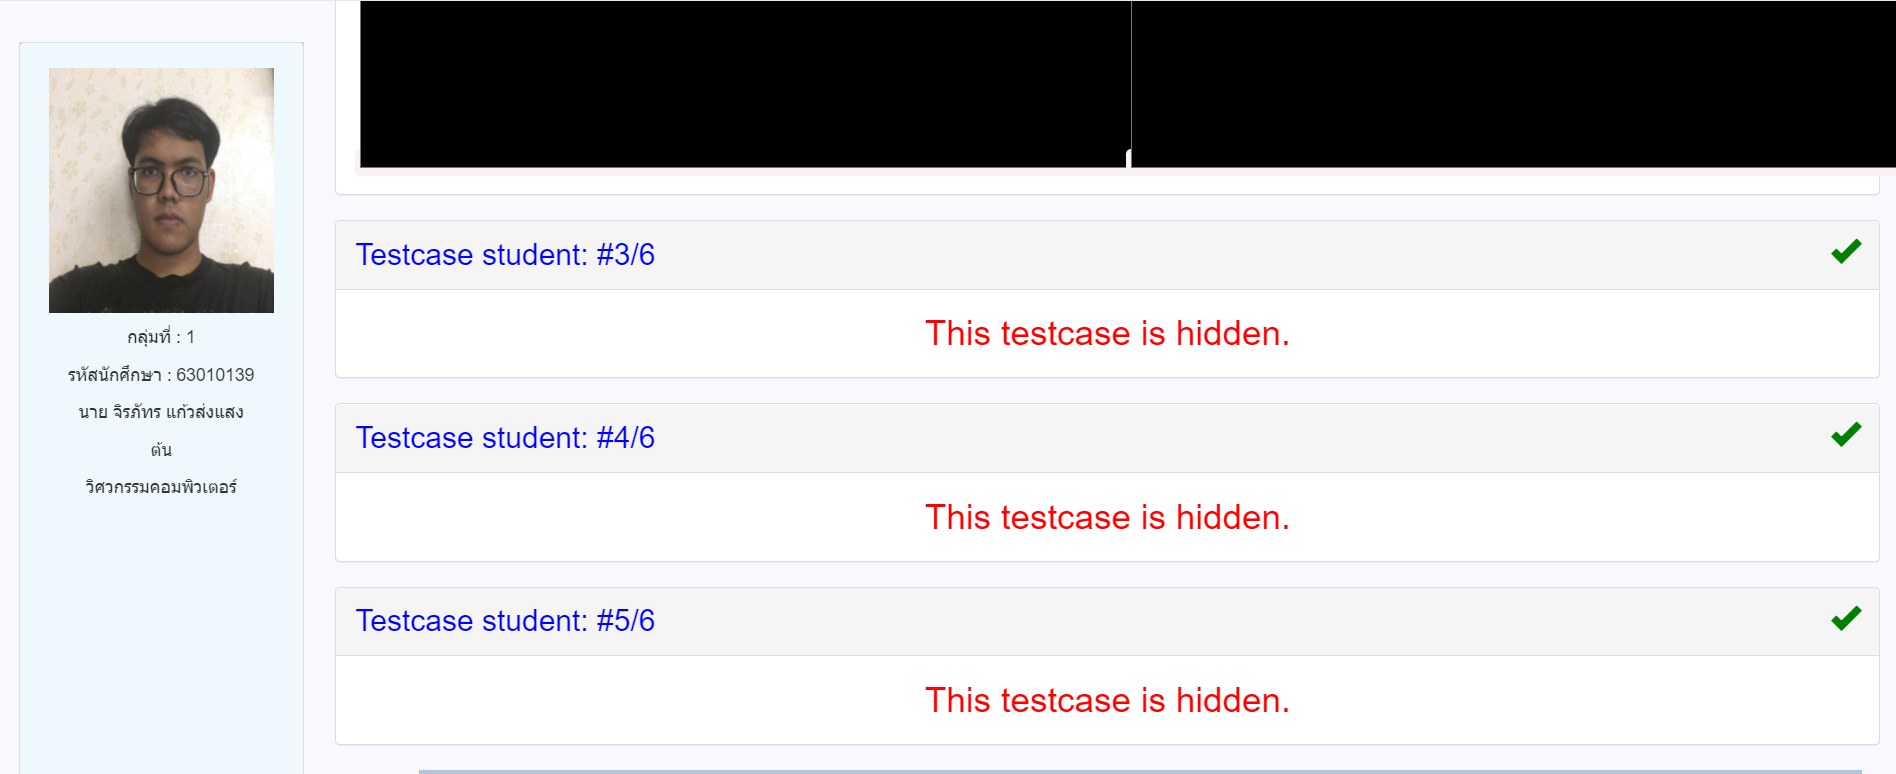 กลุ่มที่ : 1
รหัสนักศึกษา : 63010139
นาย จิรภัทร แก้วส่งแสง
ต้น
วิศวกรรมคอมพิวเตอร์
Testcase student: #3/6
This testcase is hidden.
Testcase student: #4/6
This testcase is hidden.
Testcase student: #5/6
This testcase is hidden.